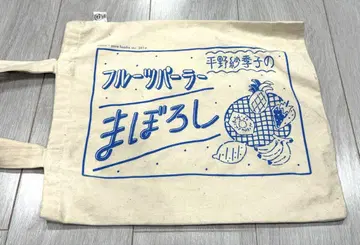 平野紗季子の
フルーツパーラー
まぼろし